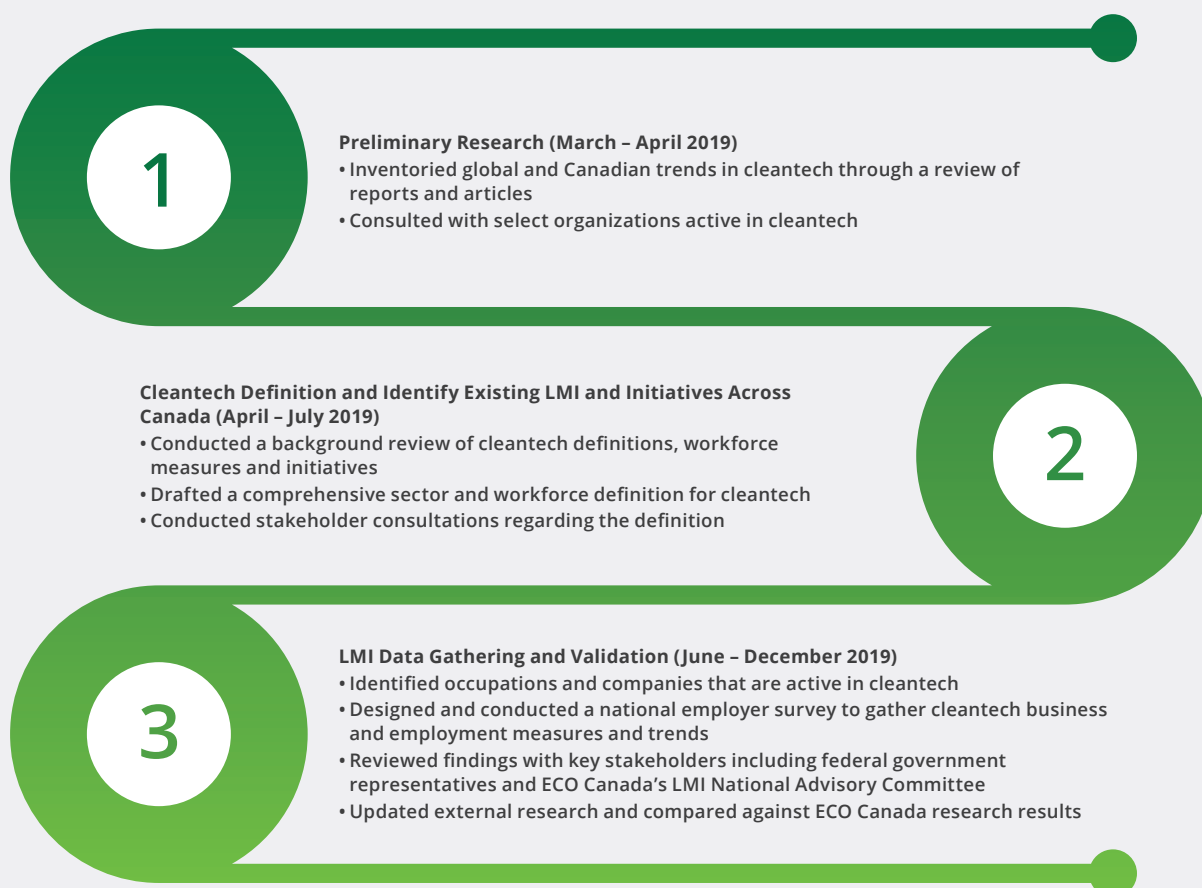 1
Preliminary Research (March – April 2019)
• Inventoried global and Canadian trends in cleantech through a review of
reports and articles
• Consulted with select organizations active in cleantech
Cleantech Definition and Identify Existing LMI and Initiatives Across
Canada (April – July 2019)
• Conducted a background review of cleantech definitions, workforce
measures and initiatives
• Drafted a comprehensive sector and workforce definition for cleantech
• Conducted stakeholder consultations regarding the definition
2
3
LMI Data Gathering and Validation (June – December 2019)
• Identified occupations and companies that are active in cleantech
• Designed and conducted a national employer survey to gather cleantech business
and employment measures and trends
• Reviewed findings with key stakeholders including federal government
representatives and ECO Canada’s LMI National Advisory Committee
• Updated external research and compared against ECO Canada research results